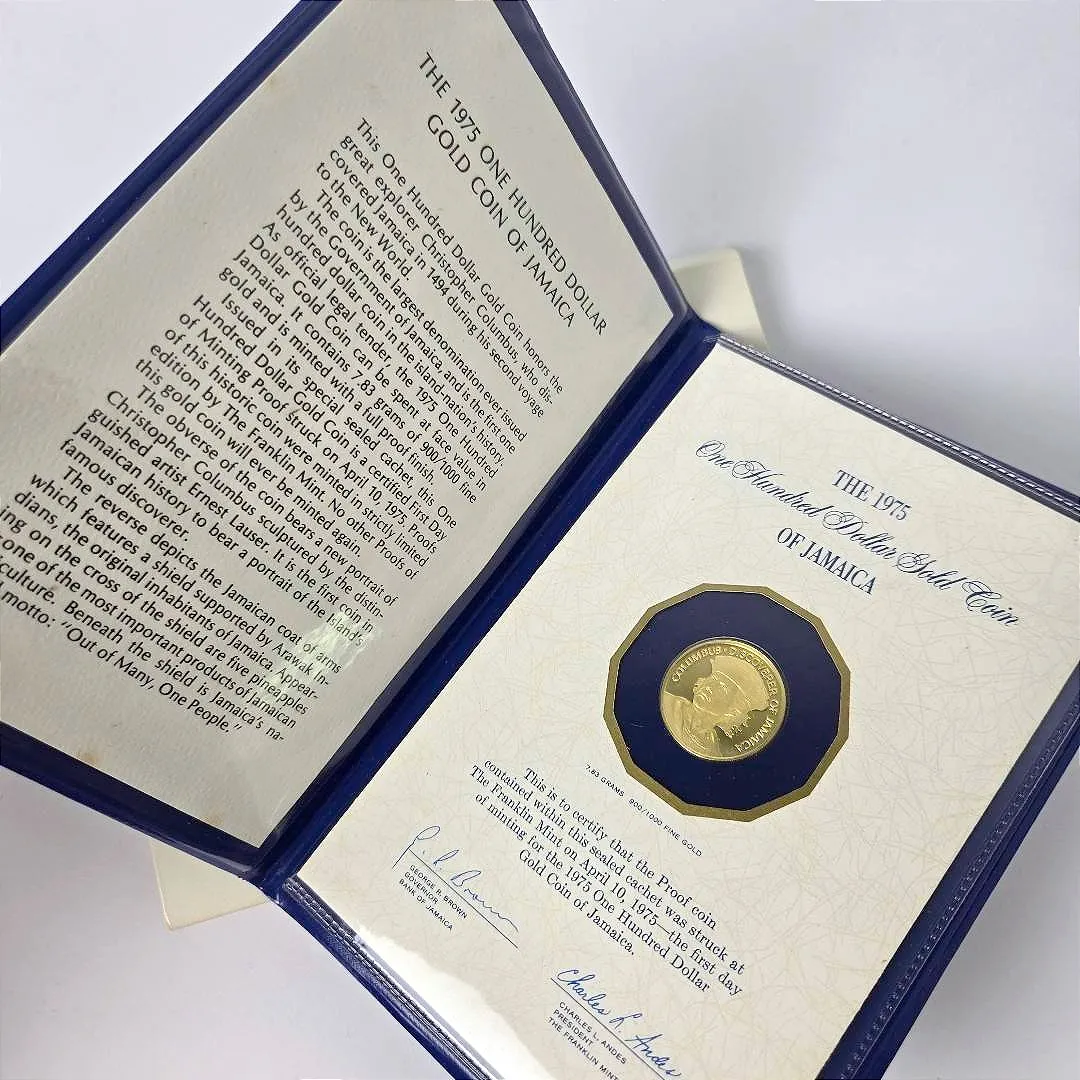 THE 1975 ONE HUNDRED DOLLAR
GOLD COIN OF JAMAICA
This One Hundred Dollar Gold Coin honors the
great explorer Christopher Columbus, who dis-
covered Jamaica in 1494 during his second voyage
to the New World.
The coin is the largest denomination ever issued
by the Government of Jamaica, and is the first one
hundred dollar coin in the island-nation's history.
As official legal tender the 1975 One Hundred
Dollar Gold Coin can be spent at face value in
Jamaica. It contains 7.83 grams of 900/1000 fine
gold and is minted with a full proof finish.
Issued in its special sealed cachet, this One
Hundred Dollar Gold Coin is a certified First Day
of Minting Proof struck on April 10, 1975. Proofs
of this historic coin were minted in strictly limited
edition by The Franklin Mint. No other Proofs of
this gold coin will ever be minted again.
The obverse of the coin bears a new portrait of
Christopher Columbus sculptured by the distin-
guished artist Ernest Lauser. It is the first coin in
Jamaican history to bear a portrait of the Island's
famous discoverer.
The reverse depicts the Jamaican coat of arms
which features a shield supported by Arawak In-
dians, the original inhabitants of Jamaica. Appear-
ing on the cross of the shield are five pineapples
one of the most important products of Jamaican
culture. Beneath the shield is Jamaica's na-
motto: "Out of Many, One People."
THE 1975
One Hundred Dollar Gold Coin
OF JAMAICA
COLUMBUS • DISCOVERER OF JAMAICA
7.83 GRAMS 900/1000 FINE GOLD
This is to certify that the Proof coin
contained within this sealed cachet was struck at
The Franklin Mint on April 10, 1975—the first day
of minting for the 1975 One Hundred Dollar
Gold Coin of Jamaica.
G. R. Brown
GEORGE R. BROWN
GOVERNOR
BANK OF JAMAICA
Charles L. Andes
CHARLES L. ANDES
PRESIDENT
THE FRANKLIN MINT